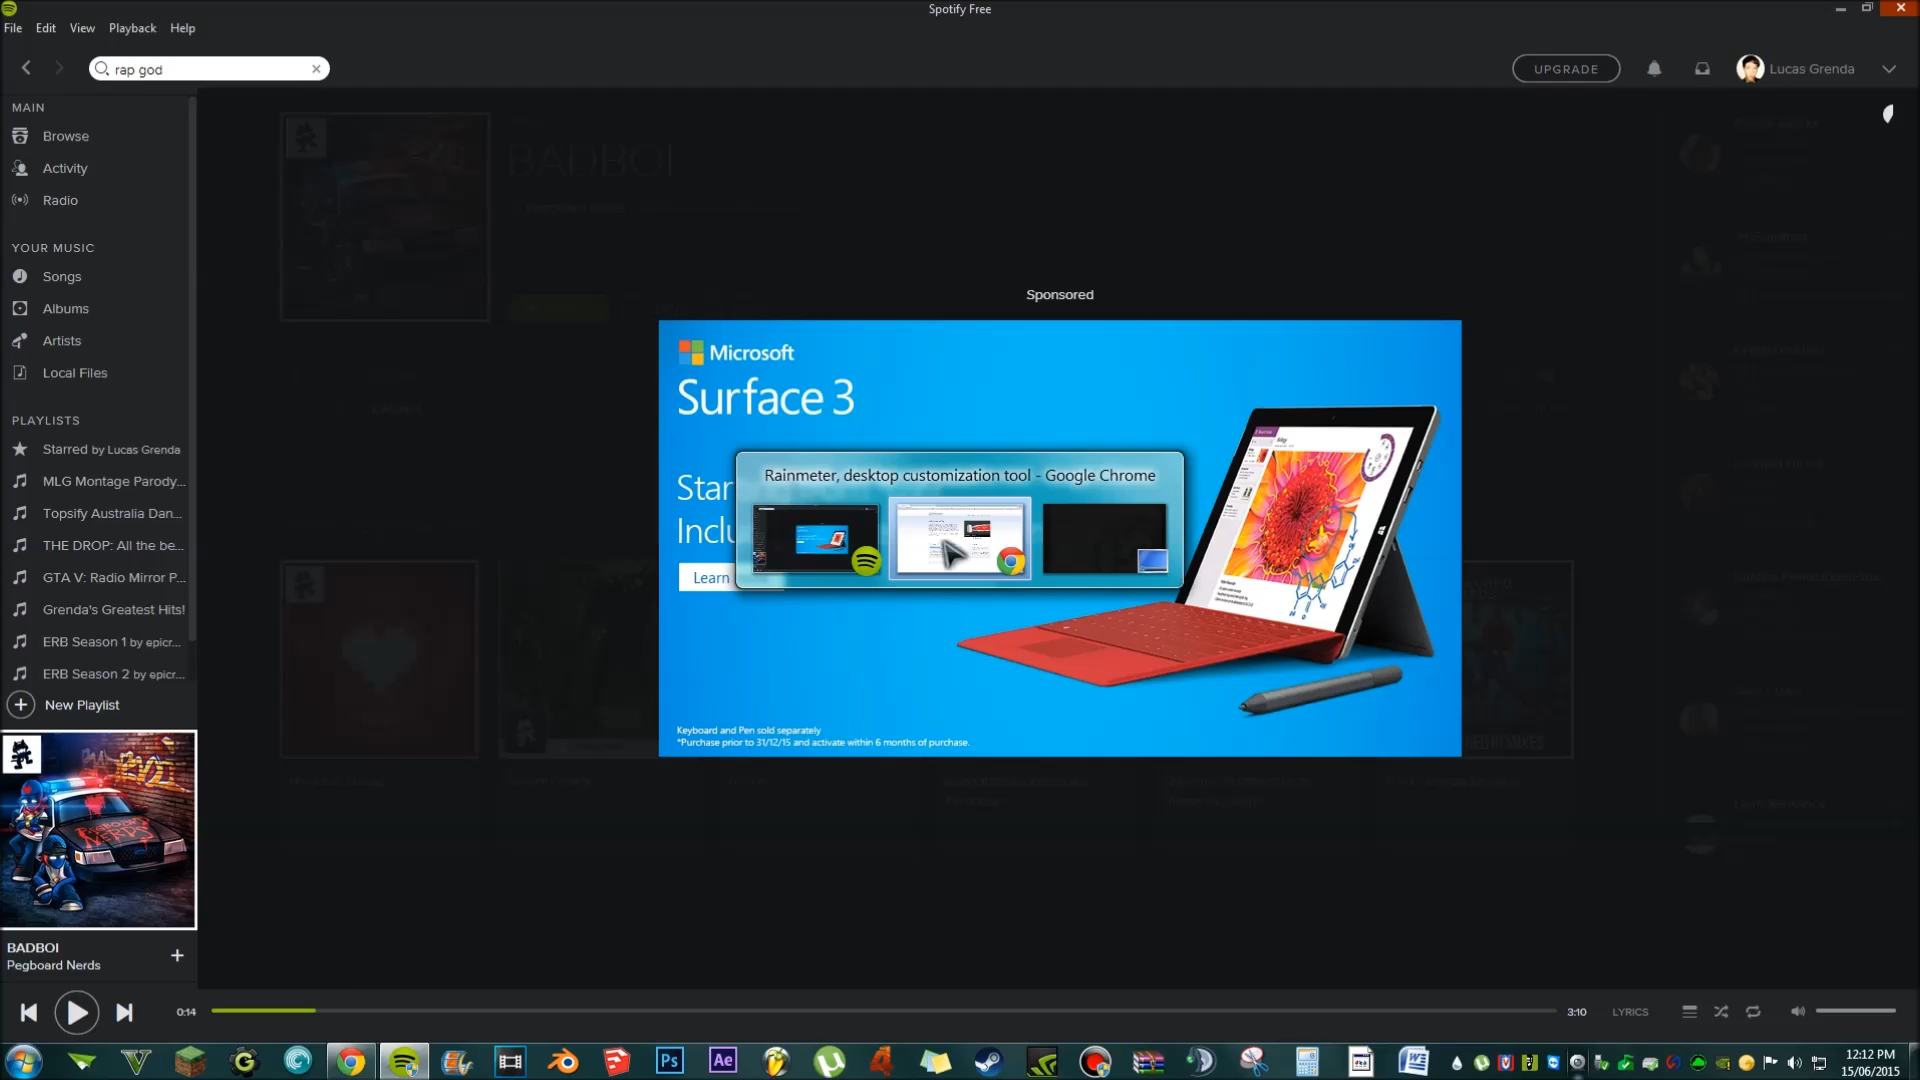 Spotify Free
File Edit View Playback Help
rap god
UPGRADE
Lucas Grenda
MAIN
Browse
Activity
Radio
YOUR MUSIC
Songs
Albums
Artists
Local Files
PLAYLISTS
Starred by Lucas Grenda
MLG Montage Parody...
Topsify Australia Dan...
THE DROP: All the be...
GTA V: Radio Mirror P...
Grenda's Greatest Hits!
ERB Season 1 by epicr...
ERB Season 2 by epicr...
New Playlist
PEGBOARD NERDS
BADBOI
Pegboard Nerds
BADBOI
Sponsored
Microsoft
Surface 3
Star
Inclu
Learn
Rainmeter, desktop customization tool - Google Chrome
Keyboard and Pen sold separately
*Purchase prior to 31/12/15 and activate within 6 months of purchase.
0:14
3:10
LYRICS
Ps
Ae
12:12 PM
15/06/2015